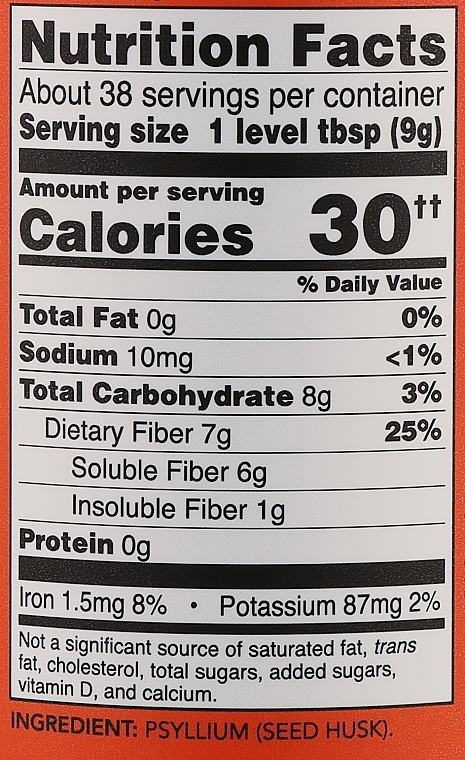 Nutrition Facts
About 38 servings per container
Serving size 1 level tbsp (9g)
Amount per serving
Calories 30††
% Daily Value
Total Fat 0g 0%
Sodium 10mg <1%
Total Carbohydrate 8g 3%
Dietary Fiber 7g 25%
Soluble Fiber 6g
Insoluble Fiber 1g
Protein 0g
Iron 1.5mg 8% • Potassium 87mg 2%
Not a significant source of saturated fat, trans
fat, cholesterol, total sugars, added sugars,
vitamin D, and calcium.
INGREDIENT: PSYLLIUM (SEED HUSK).